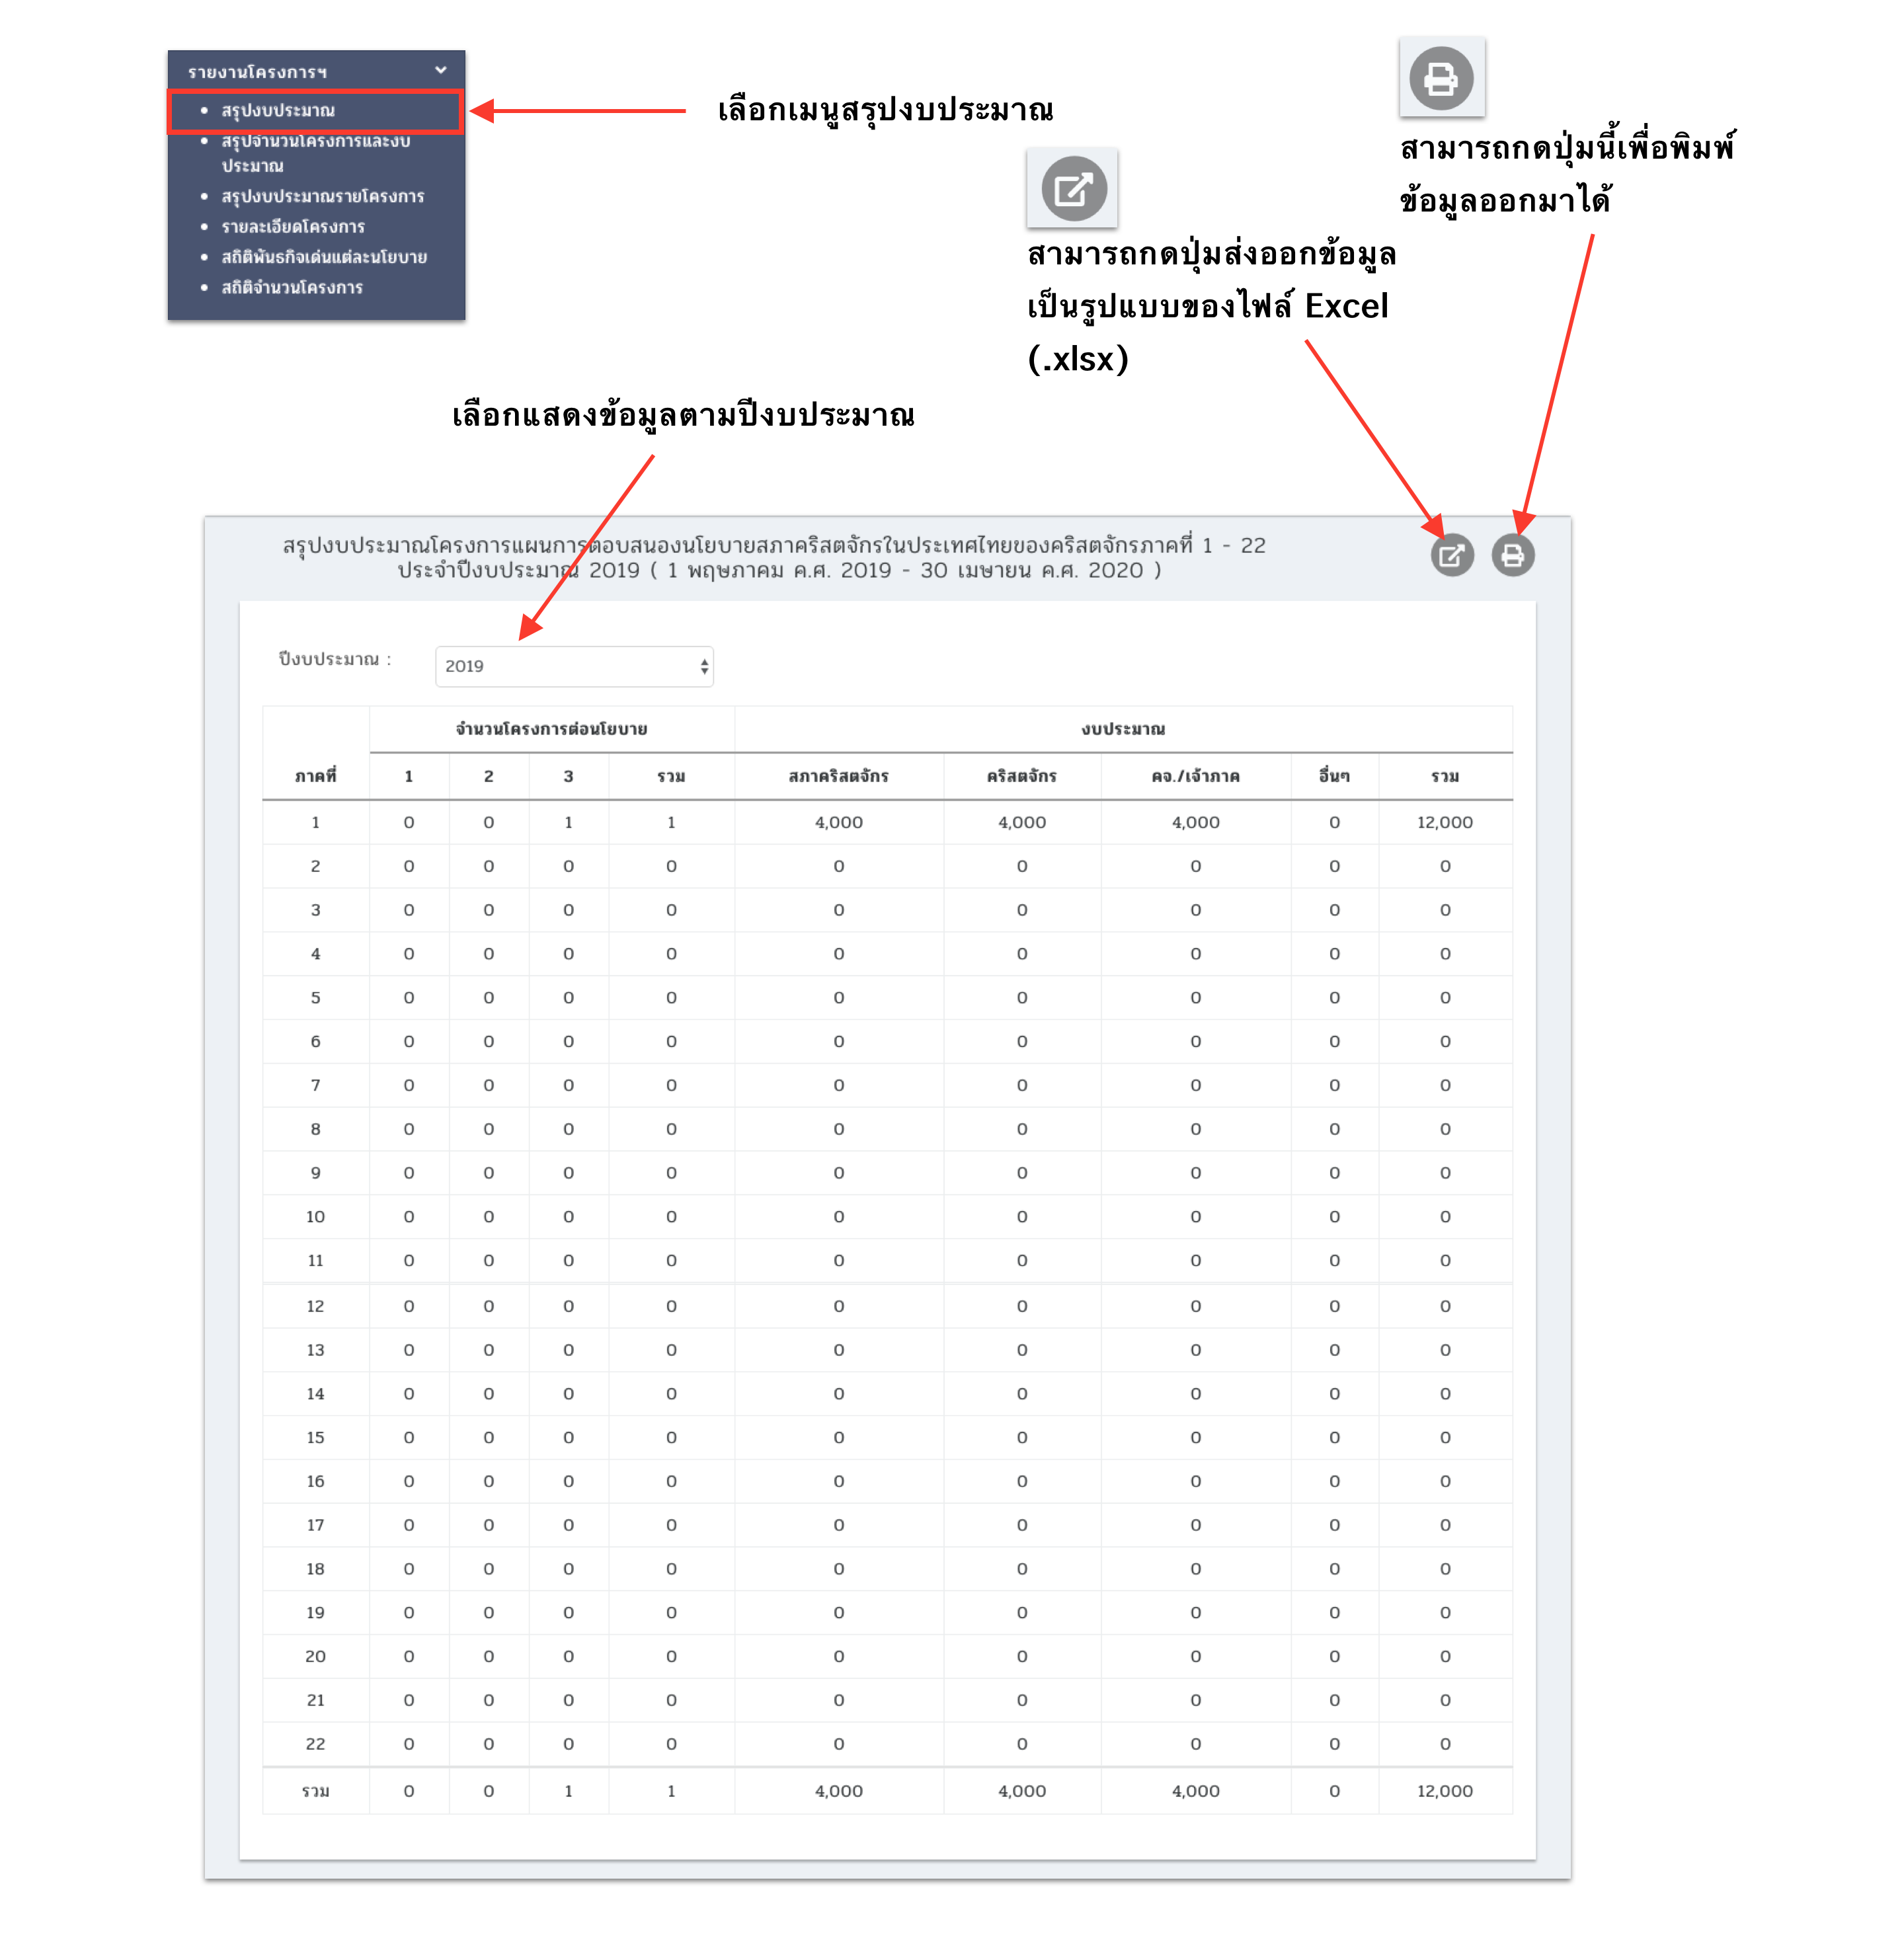 รายงานโครงการฯ
สรุปงบประมาณ
สรุปจำนวนโครงการและงบ
ประมาณ
สรุปงบประมาณรายโครงการ
รายละเอียดโครงการ
สถิติพันธกิจเด่นแต่ละนโยบาย
สถิติจำนวนโครงการ
เลือกเมนูสรุปงบประมาณ
สามารถกดปุ่มนี้เพื่อพิมพ์
ข้อมูลออกมาได้
สามารถกดปุ่มส่งออกข้อมูล
เป็นรูปแบบของไฟล์ Excel
(.xlsx)
เลือกแสดงข้อมูลตามปีงบประมาณ
สรุปงบประมาณโครงการแผนการตอบสนองนโยบายสภาคริสตจักรในประเทศไทยของคริสตจักรภาคที่ 1 - 22
ประจำปีงบประมาณ 2019 ( 1 พฤษภาคม ค.ศ. 2019 - 30 เมษายน ค.ศ. 2020 )
ปีงบประมาณ : 2019
จำนวนโครงการต่อนโยบาย งบประมาณ
ภาคที่ 1 2 3 รวม สภาคริสตจักร คริสตจักร คจ./เจ้าภาค อื่นๆ รวม
1 0 0 1 1 4,000 4,000 4,000 0 12,000
2 0 0 0 0 0 0 0 0 0
3 0 0 0 0 0 0 0 0 0
4 0 0 0 0 0 0 0 0 0
5 0 0 0 0 0 0 0 0 0
6 0 0 0 0 0 0 0 0 0
7 0 0 0 0 0 0 0 0 0
8 0 0 0 0 0 0 0 0 0
9 0 0 0 0 0 0 0 0 0
10 0 0 0 0 0 0 0 0 0
11 0 0 0 0 0 0 0 0 0
12 0 0 0 0 0 0 0 0 0
13 0 0 0 0 0 0 0 0 0
14 0 0 0 0 0 0 0 0 0
15 0 0 0 0 0 0 0 0 0
16 0 0 0 0 0 0 0 0 0
17 0 0 0 0 0 0 0 0 0
18 0 0 0 0 0 0 0 0 0
19 0 0 0 0 0 0 0 0 0
20 0 0 0 0 0 0 0 0 0
21 0 0 0 0 0 0 0 0 0
22 0 0 0 0 0 0 0 0 0
รวม 0 0 1 1 4,000 4,000 4,000 0 12,000